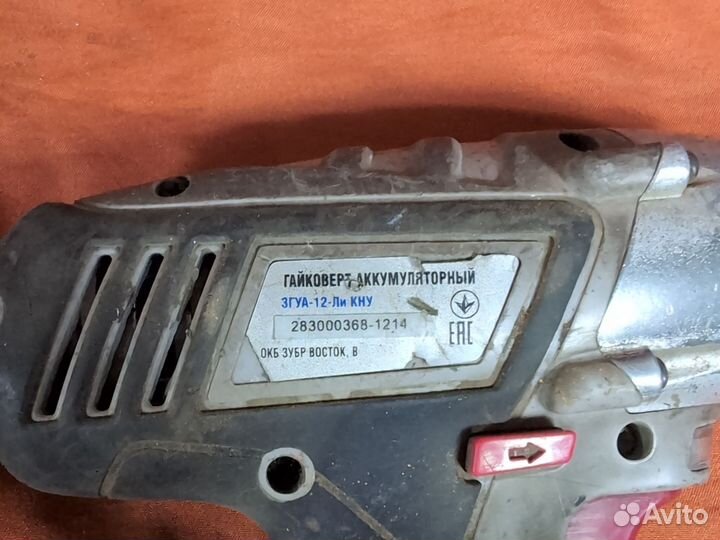 ГАЙКОВЕРТ АККУМУЛЯТОРНЫЙ
ЗГУА-12-Ли КНУ
283000368-1214
ЕАС
ОКБ ЗУБР ВОСТОК, В
Avito